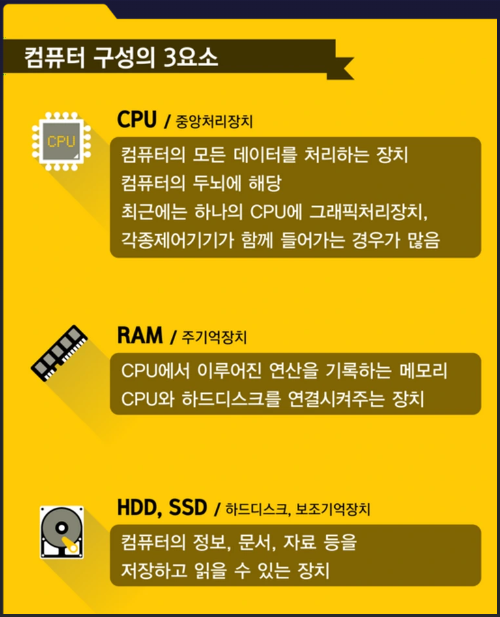 컴퓨터 구성의 3요소
CPU / 중앙처리장치
CPU
컴퓨터의 모든 데이터를 처리하는 장치
컴퓨터의 두뇌에 해당
최근에는 하나의 CPU에 그래픽처리장치,
각종제어기기가 함께 들어가는 경우가 많음
RAM / 주기억장치
CPU에서 이루어진 연산을 기록하는 메모리
CPU와 하드디스크를 연결시켜주는 장치
HDD, SSD / 하드디스크, 보조기억장치
컴퓨터의 정보, 문서, 자료 등을
저장하고 읽을 수 있는 장치